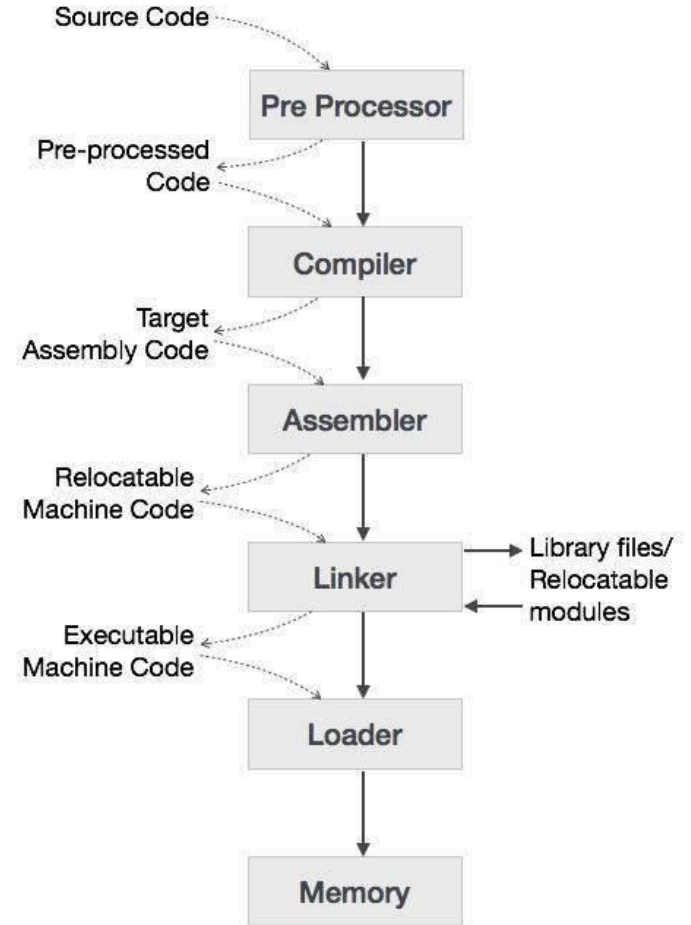 Source Code
Pre Processor
Pre-processed
Code
Compiler
Target
Assembly Code
Assembler
Relocatable
Machine Code
Linker
Library files/
Relocatable
modules
Executable
Machine Code
Loader
Memory